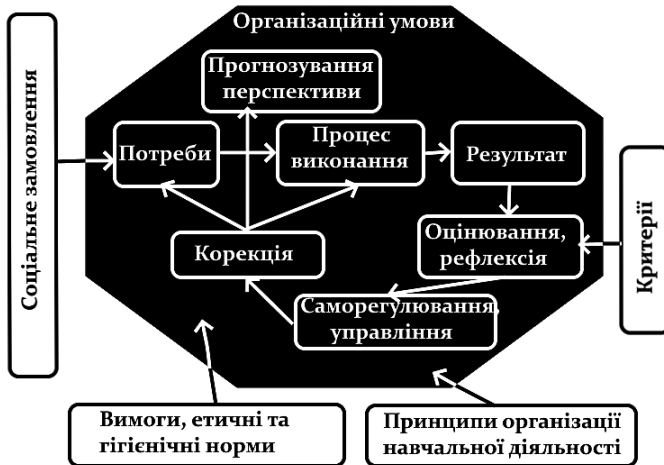 Організаційні умови
Соціальне замовлення
Прогнозування
перспективи
Потреби
Процес
виконання
Результат
Корекція
Оцінювання,
рефлексія
Критерії
Саморегулювання,
управління
Вимоги, етичні та
гігієнічні норми
Принципи організації
навчальної діяльності